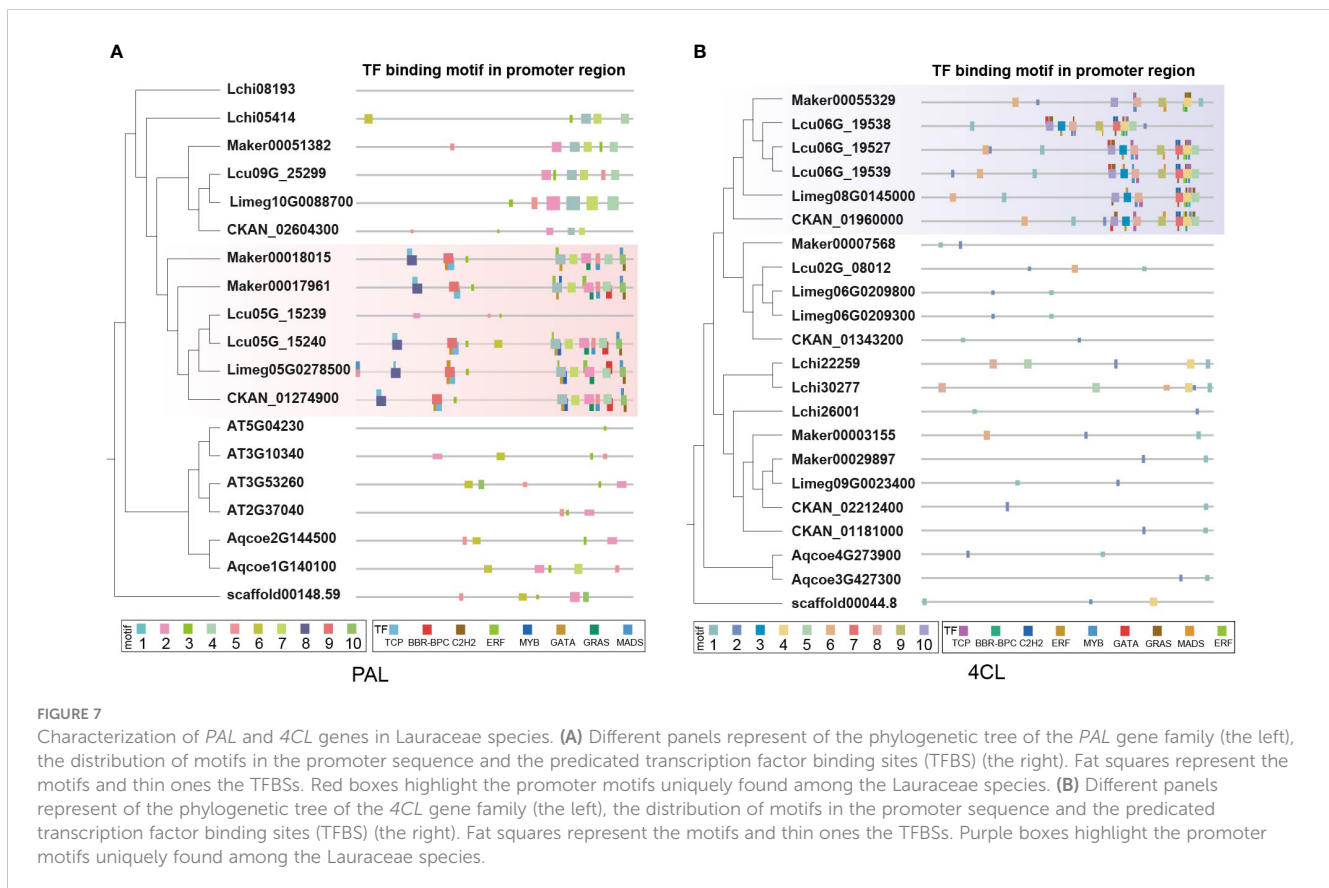 A
TF binding motif in promoter region
Lchi08193
Lchi05414
Maker00051382
Lcu09G_25299
Limeg10G0088700
CKAN_02604300
Maker00018015
Maker00017961
Lcu05G_15239
Lcu05G_15240
Limeg05G0278500
CKAN_01274900
AT5G04230
AT3G10340
AT3G53260
AT2G37040
Aqcoe2G144500
Aqcoe1G140100
scaffold00148.59
motif
1 2 3 4 5 6 7 8 9 10
TF
TCP BBR-BPC C2H2 ERF MYB GATA GRAS MADS
PAL
B
TF binding motif in promoter region
Maker00055329
Lcu06G_19538
Lcu06G_19527
Lcu06G_19539
Limeg08G0145000
CKAN_01960000
Maker00007568
Lcu02G_08012
Limeg06G0209800
Limeg06G0209300
CKAN_01343200
Lchi22259
Lchi30277
Lchi26001
Maker00003155
Maker00029897
Limeg09G0023400
CKAN_02212400
CKAN_01181000
Aqcoe4G273900
Aqcoe3G427300
scaffold00044.8
motif
1 2 3 4 5 6 7 8 9 10
TF
TCP BBR-BPC C2H2 ERF MYB GATA GRAS MADS ERF
4CL
FIGURE 7
Characterization of PAL and 4CL genes in Lauraceae species. (A) Different panels represent of the phylogenetic tree of the PAL gene family (the left),
the distribution of motifs in the promoter sequence and the predicated transcription factor binding sites (TFBS) (the right). Fat squares represent the
motifs and thin ones the TFBSs. Red boxes highlight the promoter motifs uniquely found among the Lauraceae species. (B) Different panels
represent of the phylogenetic tree of the 4CL gene family (the left), the distribution of motifs in the promoter sequence and the predicated
transcription factor binding sites (TFBS) (the right). Fat squares represent the motifs and thin ones the TFBSs. Purple boxes highlight the promoter
motifs uniquely found among the Lauraceae species.